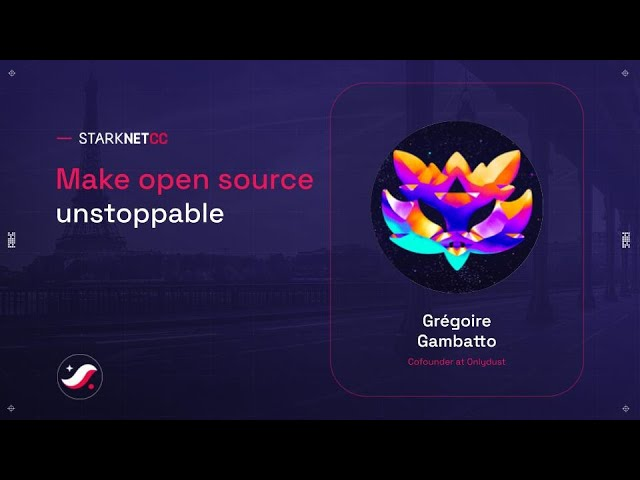 STARKNETCC
Make open source
unstoppable
Grégoire
Gambatto
Cofounder at Onlydust